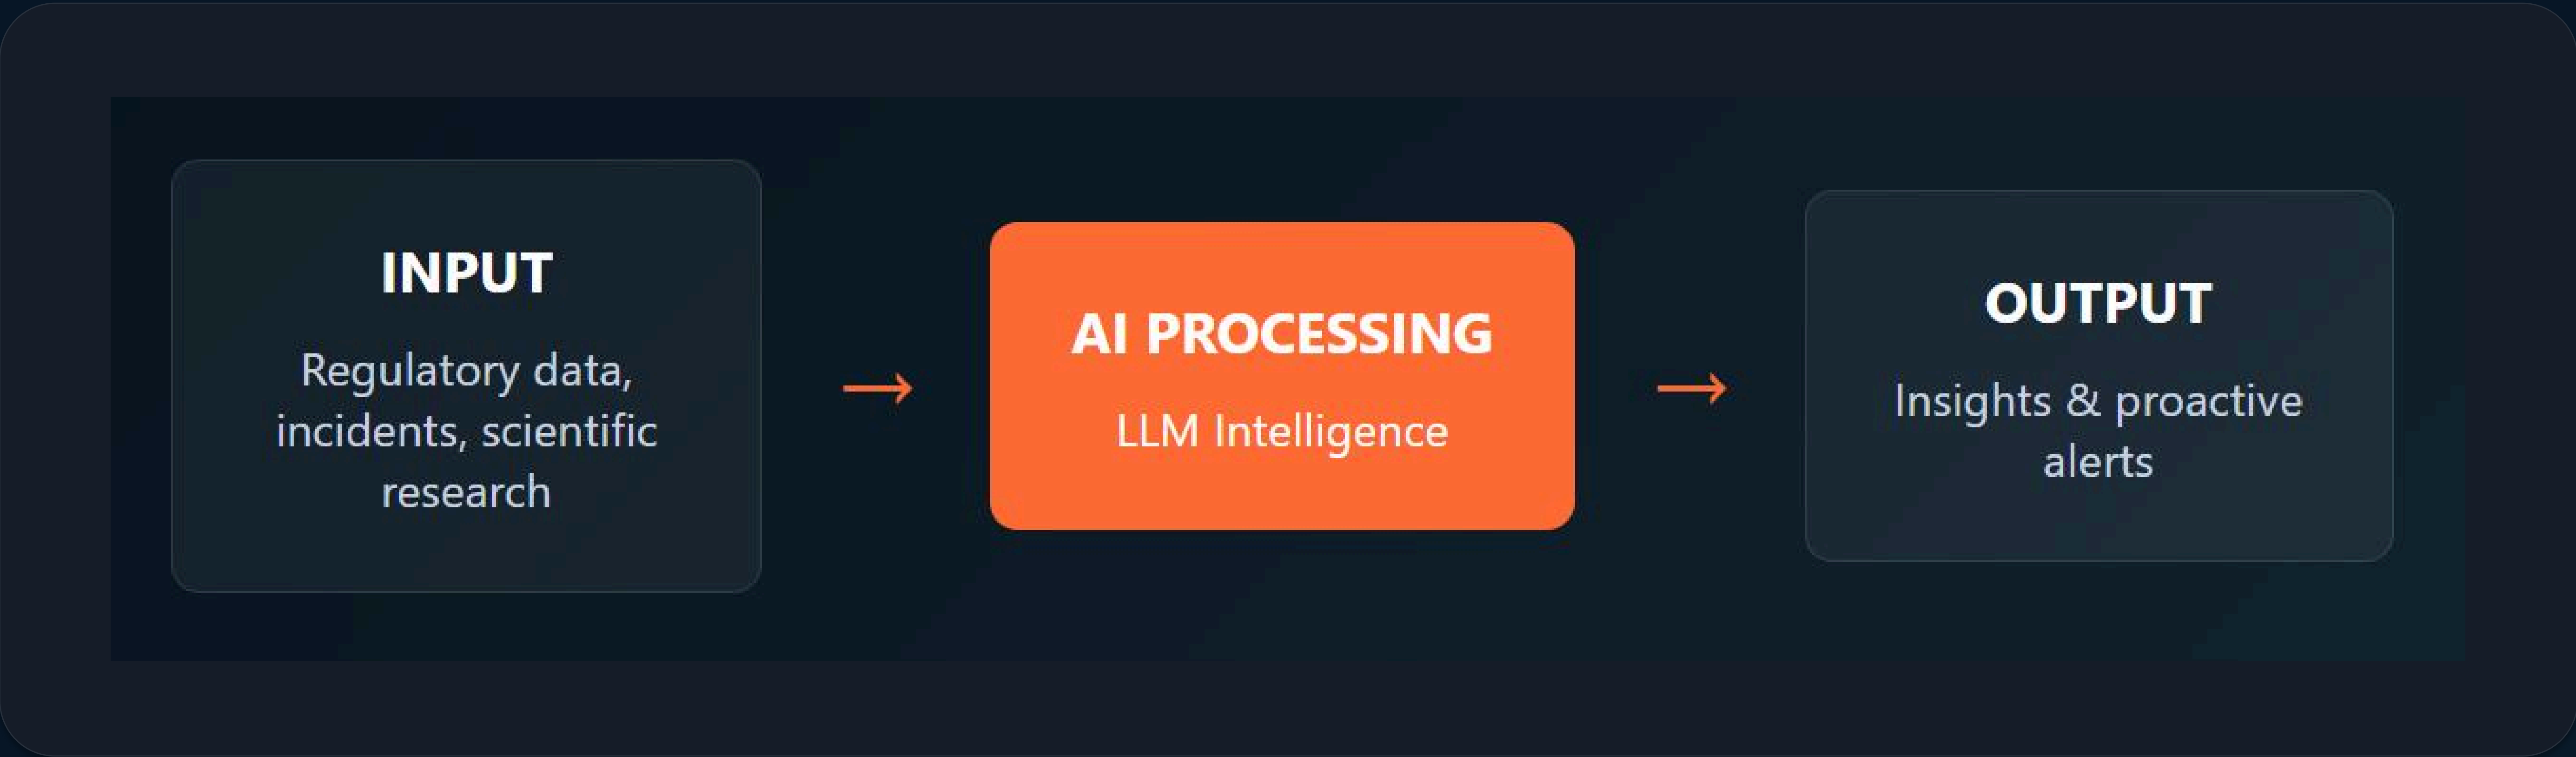 INPUT
Regulatory data,
incidents, scientific
research
→
AI PROCESSING
LLM Intelligence
→
OUTPUT
Insights & proactive
alerts